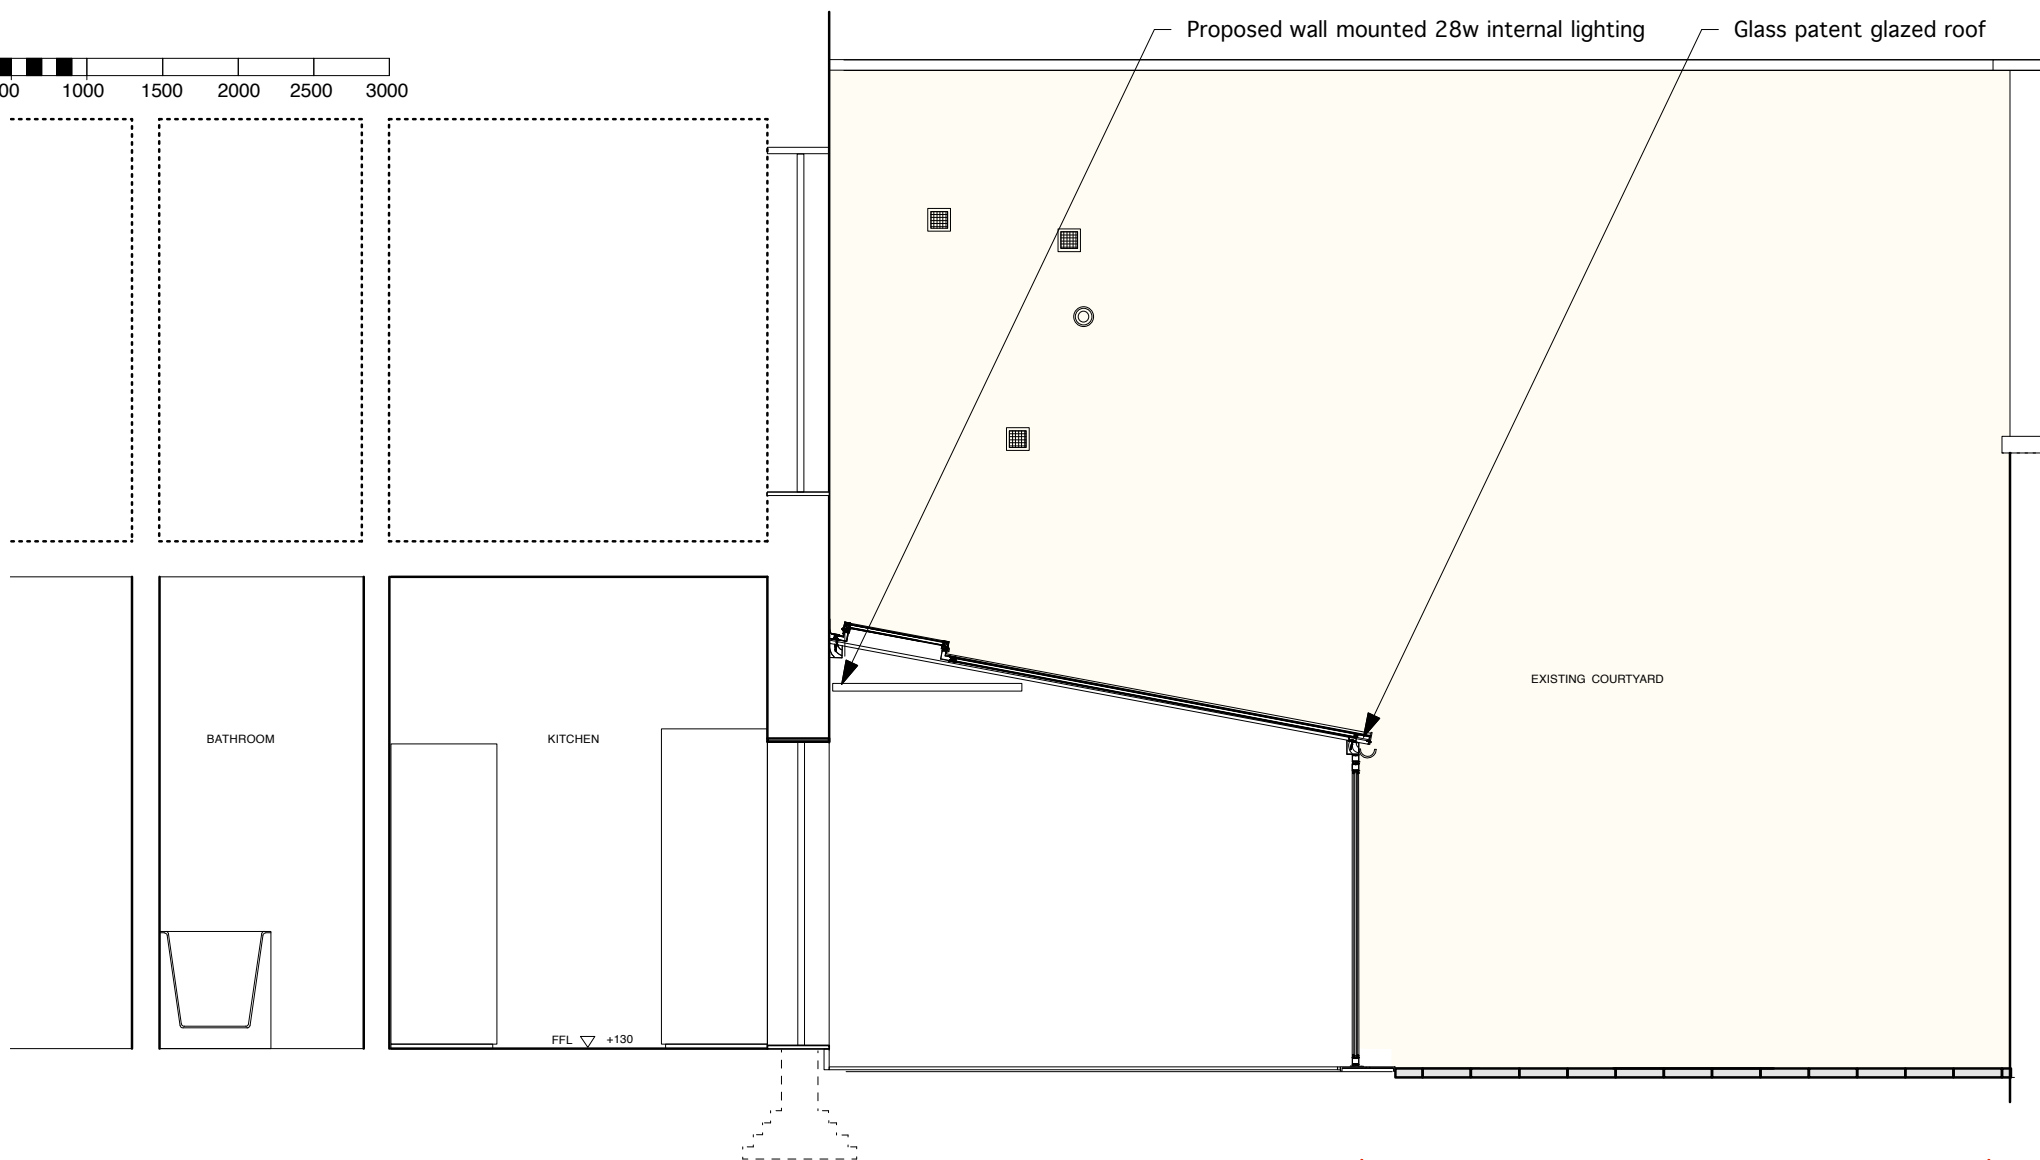 Proposed wall mounted 28w internal lighting
Glass patent glazed roof
00 1000 1500 2000 2500 3000
EXISTING COURTYARD
BATHROOM
KITCHEN
FFL +130